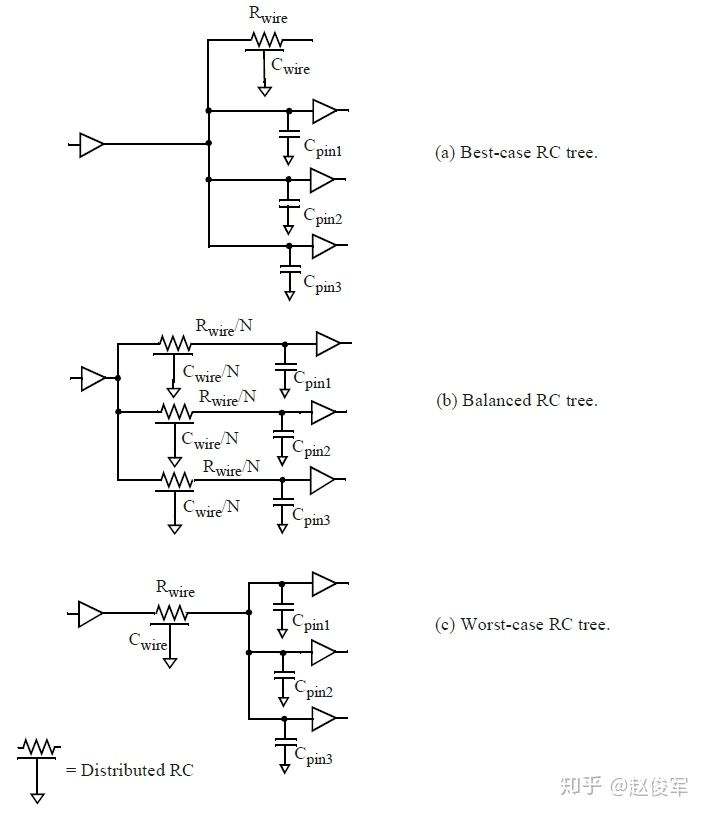 Rwire
Cwire
Cpin1
(a) Best-case RC tree.
Cpin2
Cpin3
Rwire/N
Cwire/N
Cpin1
Rwire/N
(b) Balanced RC tree.
Cwire/N
Cpin2
Rwire/N
Cwire/N
Cpin3
Rwire
Cwire
Cpin1
(c) Worst-case RC tree.
Cpin2
Cpin3
= Distributed RC
知乎 @赵俊军